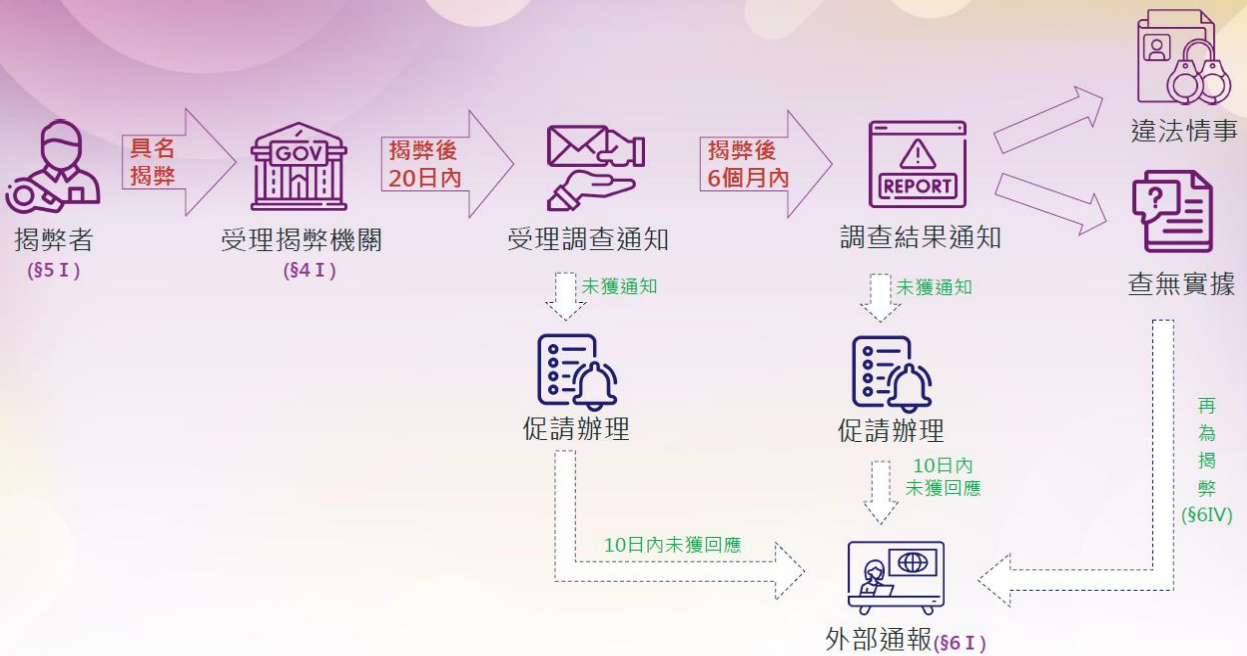 具名
揭弊
GOV
揭弊後
20日內
揭弊後
6個月內
REPORT
違法情事
揭弊者
(§5 I)
受理揭弊機關
(§4 I)
受理調查通知
調查結果通知
查無實據
未獲通知
未獲通知
促請辦理
促請辦理
10日內
未獲回應
再
為
揭
弊
(§6IV)
10日內未獲回應
外部通報(§6 I)